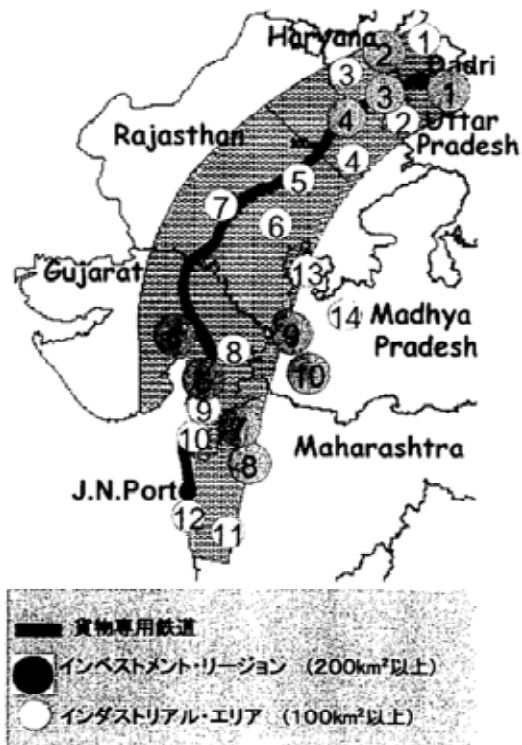 Haryana
1
2
Dadri
3
3
1
4
2
Uttar
Pradesh
Rajasthan
4
5
7
6
Gujarat
13
14
Madhya
Pradesh
9
8
10
9
10
Maharashtra
8
J.N.Port
12
11
貨物専用鉄道
インベストメント・リージョン (200km²以上)
インダストリアル・エリア (100km²以上)